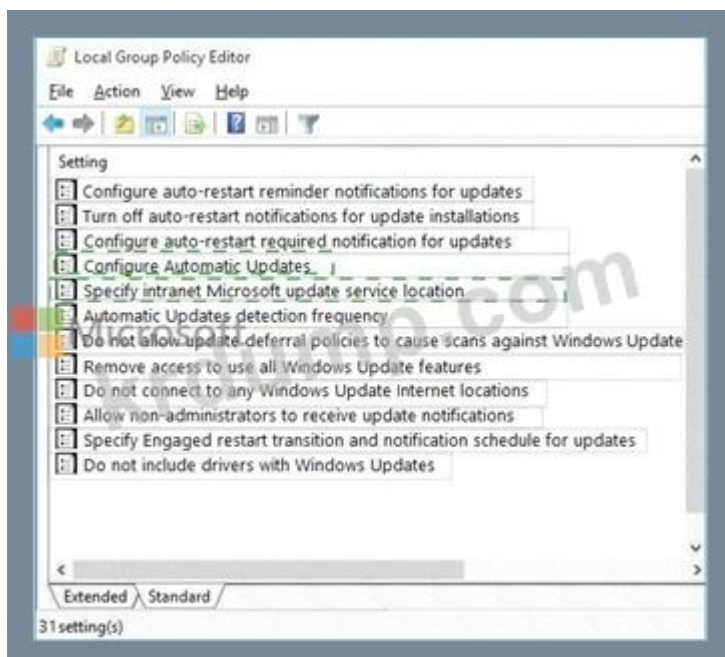 Local Group Policy Editor
File Action View Help
Setting
Configure auto-restart reminder notifications for updates
Turn off auto-restart notifications for update installations
Configure auto-restart required notification for updates
Configure Automatic Updates
Specify intranet Microsoft update service location
Automatic Updates detection frequency
Microsoft
Do not allow update deferral policies to cause scans against Windows Update
Remove access to use all Windows Update features
krdump.com
Do not connect to any Windows Update Internet locations
Allow non-administrators to receive update notifications
Specify Engaged restart transition and notification schedule for updates
Do not include drivers with Windows Updates
Extended Standard
31 setting(s)